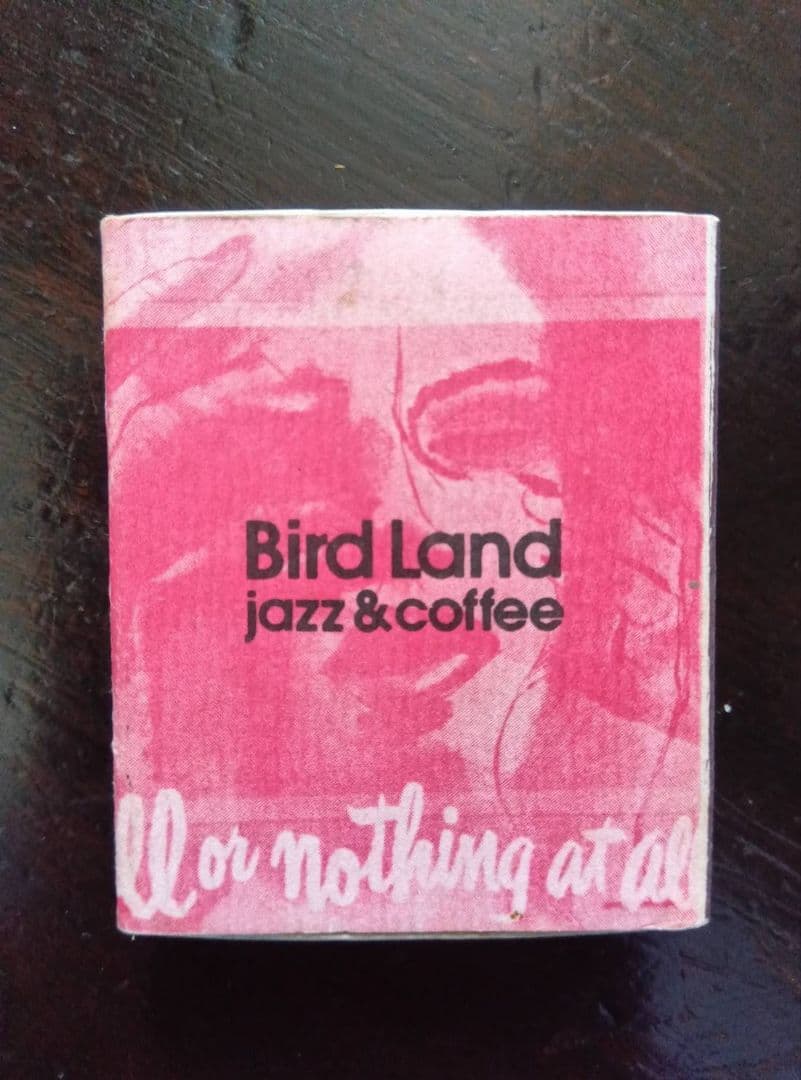 Bird Land
jazz & coffee
ll or nothing at al